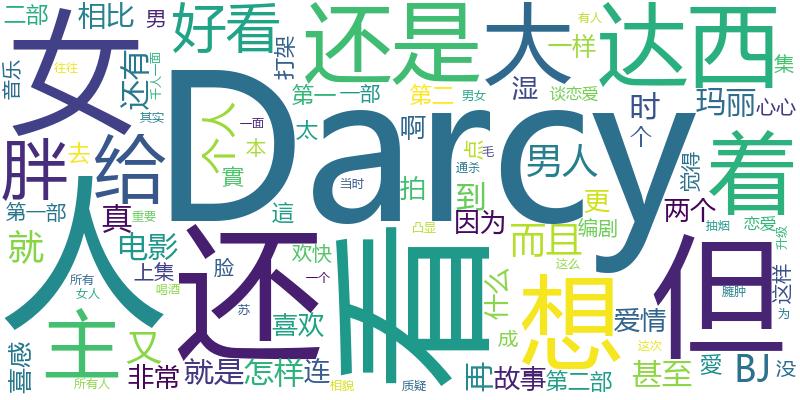 二部
相比
男
好看
还是
大
达西
有人
女
音乐
往往
还有
千人一面
其实
打架
第一
一部
第二
男女
湿
一样
谈恋爱
集
时
玛丽
心心
个
Darcy
胖
给
去
个人
太
本
一面
啊
点
毛
通杀
男人
觉得
着
第一部
真
重要
實
這
当时
拍
到
因为
更
编剧
两个
恋爱
人
就
电影
上集
所有
女人
喝酒
还
脸
欢快
一个
苏
看
凸显
而且
什么
想
这么
但
抽烟
升级
这样
臃肿
为
主
又
喜欢
喜感
所有人
非常
就是
怎样
连
相貌
质疑
成
再
故事
第二部
爱情
这次
甚至
愛
BJ
没